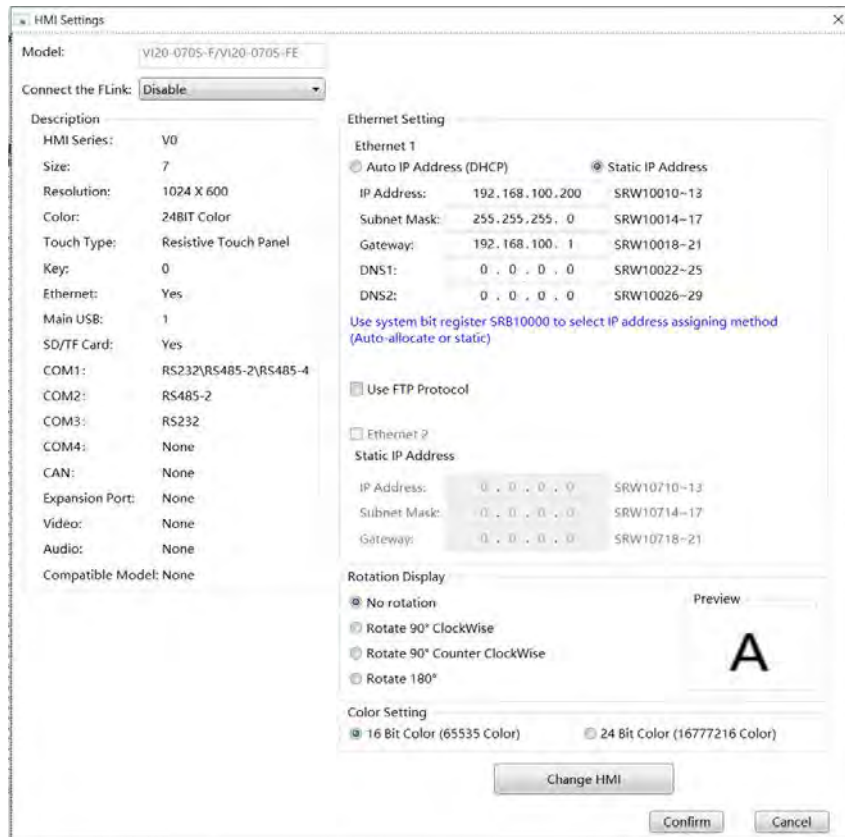 HMI Settings
Model: VI20-070S-F/VI20-070S-FE
Connect the FLink: Disable
Description
HMI Series: V0
Size: 7
Resolution: 1024 X 600
Color: 24BIT Color
Touch Type: Resistive Touch Panel
Key: 0
Ethernet: Yes
Main USB: 1
SD/TF Card: Yes
COM1: RS232\RS485-2\RS485-4
COM2: RS485-2
COM3: RS232
COM4: None
CAN: None
Expansion Port: None
Video: None
Audio: None
Compatible Model: None
Ethernet Setting
Ethernet 1
Auto IP Address (DHCP) Static IP Address
IP Address: 192.168.100.200 SRW10010~13
Subnet Mask: 255.255.255. 0 SRW10014~17
Gateway: 192.168.100. 1 SRW10018~21
DNS1: 0 . 0 . 0 . 0 SRW10022~25
DNS2: 0 . 0 . 0 . 0 SRW10026~29
Use system bit register SRB10000 to select IP address assigning method
(Auto-allocate or static)
Use FTP Protocol
Ethernet 2
Static IP Address
IP Address: 0 . 0 . 0 . 0 SRW10710~13
Subnet Mask: 0 . 0 . 0 . 0 SRW10714~17
Gateway: 0 . 0 . 0 . 0 SRW10718~21
Rotation Display
No rotation
Rotate 90° ClockWise
Rotate 90° Counter ClockWise
Rotate 180°
Preview
A
Color Setting
16 Bit Color (65535 Color) 24 Bit Color (16777216 Color)
Change HMI
Confirm Cancel